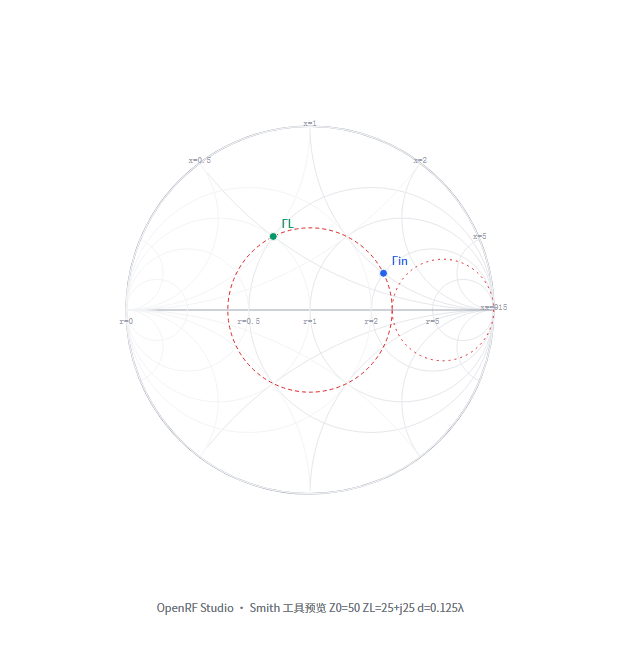 x=1
x=0.5
x=2
ΓL
x=5
Γin
r=0
r=0.5
r=1
r=2
r=5
OpenRF Studio · Smith 工具预览 Z0=50 ZL=25+j25 d=0.125λ